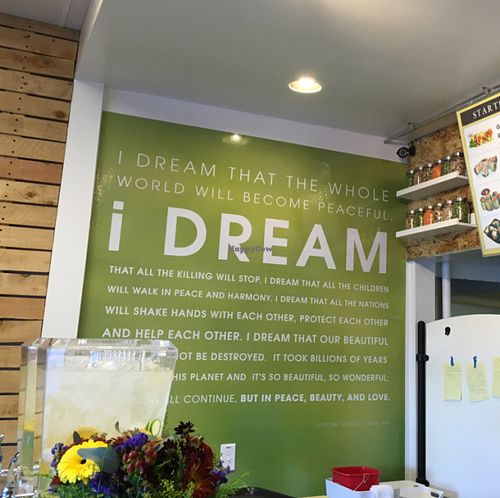 I DREAM THAT THE WHOLE
WORLD WILL BECOME PEACEFUL.
i DREAM
THAT ALL THE KILLING WILL STOP. I DREAM THAT ALL THE CHILDREN
WILL WALK IN PEACE AND HARMONY. I DREAM THAT ALL THE NATIONS
WILL SHAKE HANDS WITH EACH OTHER, PROTECT EACH OTHER
AND HELP EACH OTHER. I DREAM THAT OUR BEAUTIFUL
NOT BE DESTROYED. IT TOOK BILLIONS OF YEARS
THIS PLANET AND IT'S SO BEAUTIFUL, SO WONDERFUL;
CONTINUE, BUT IN PEACE, BEAUTY, AND LOVE.
HappyCow